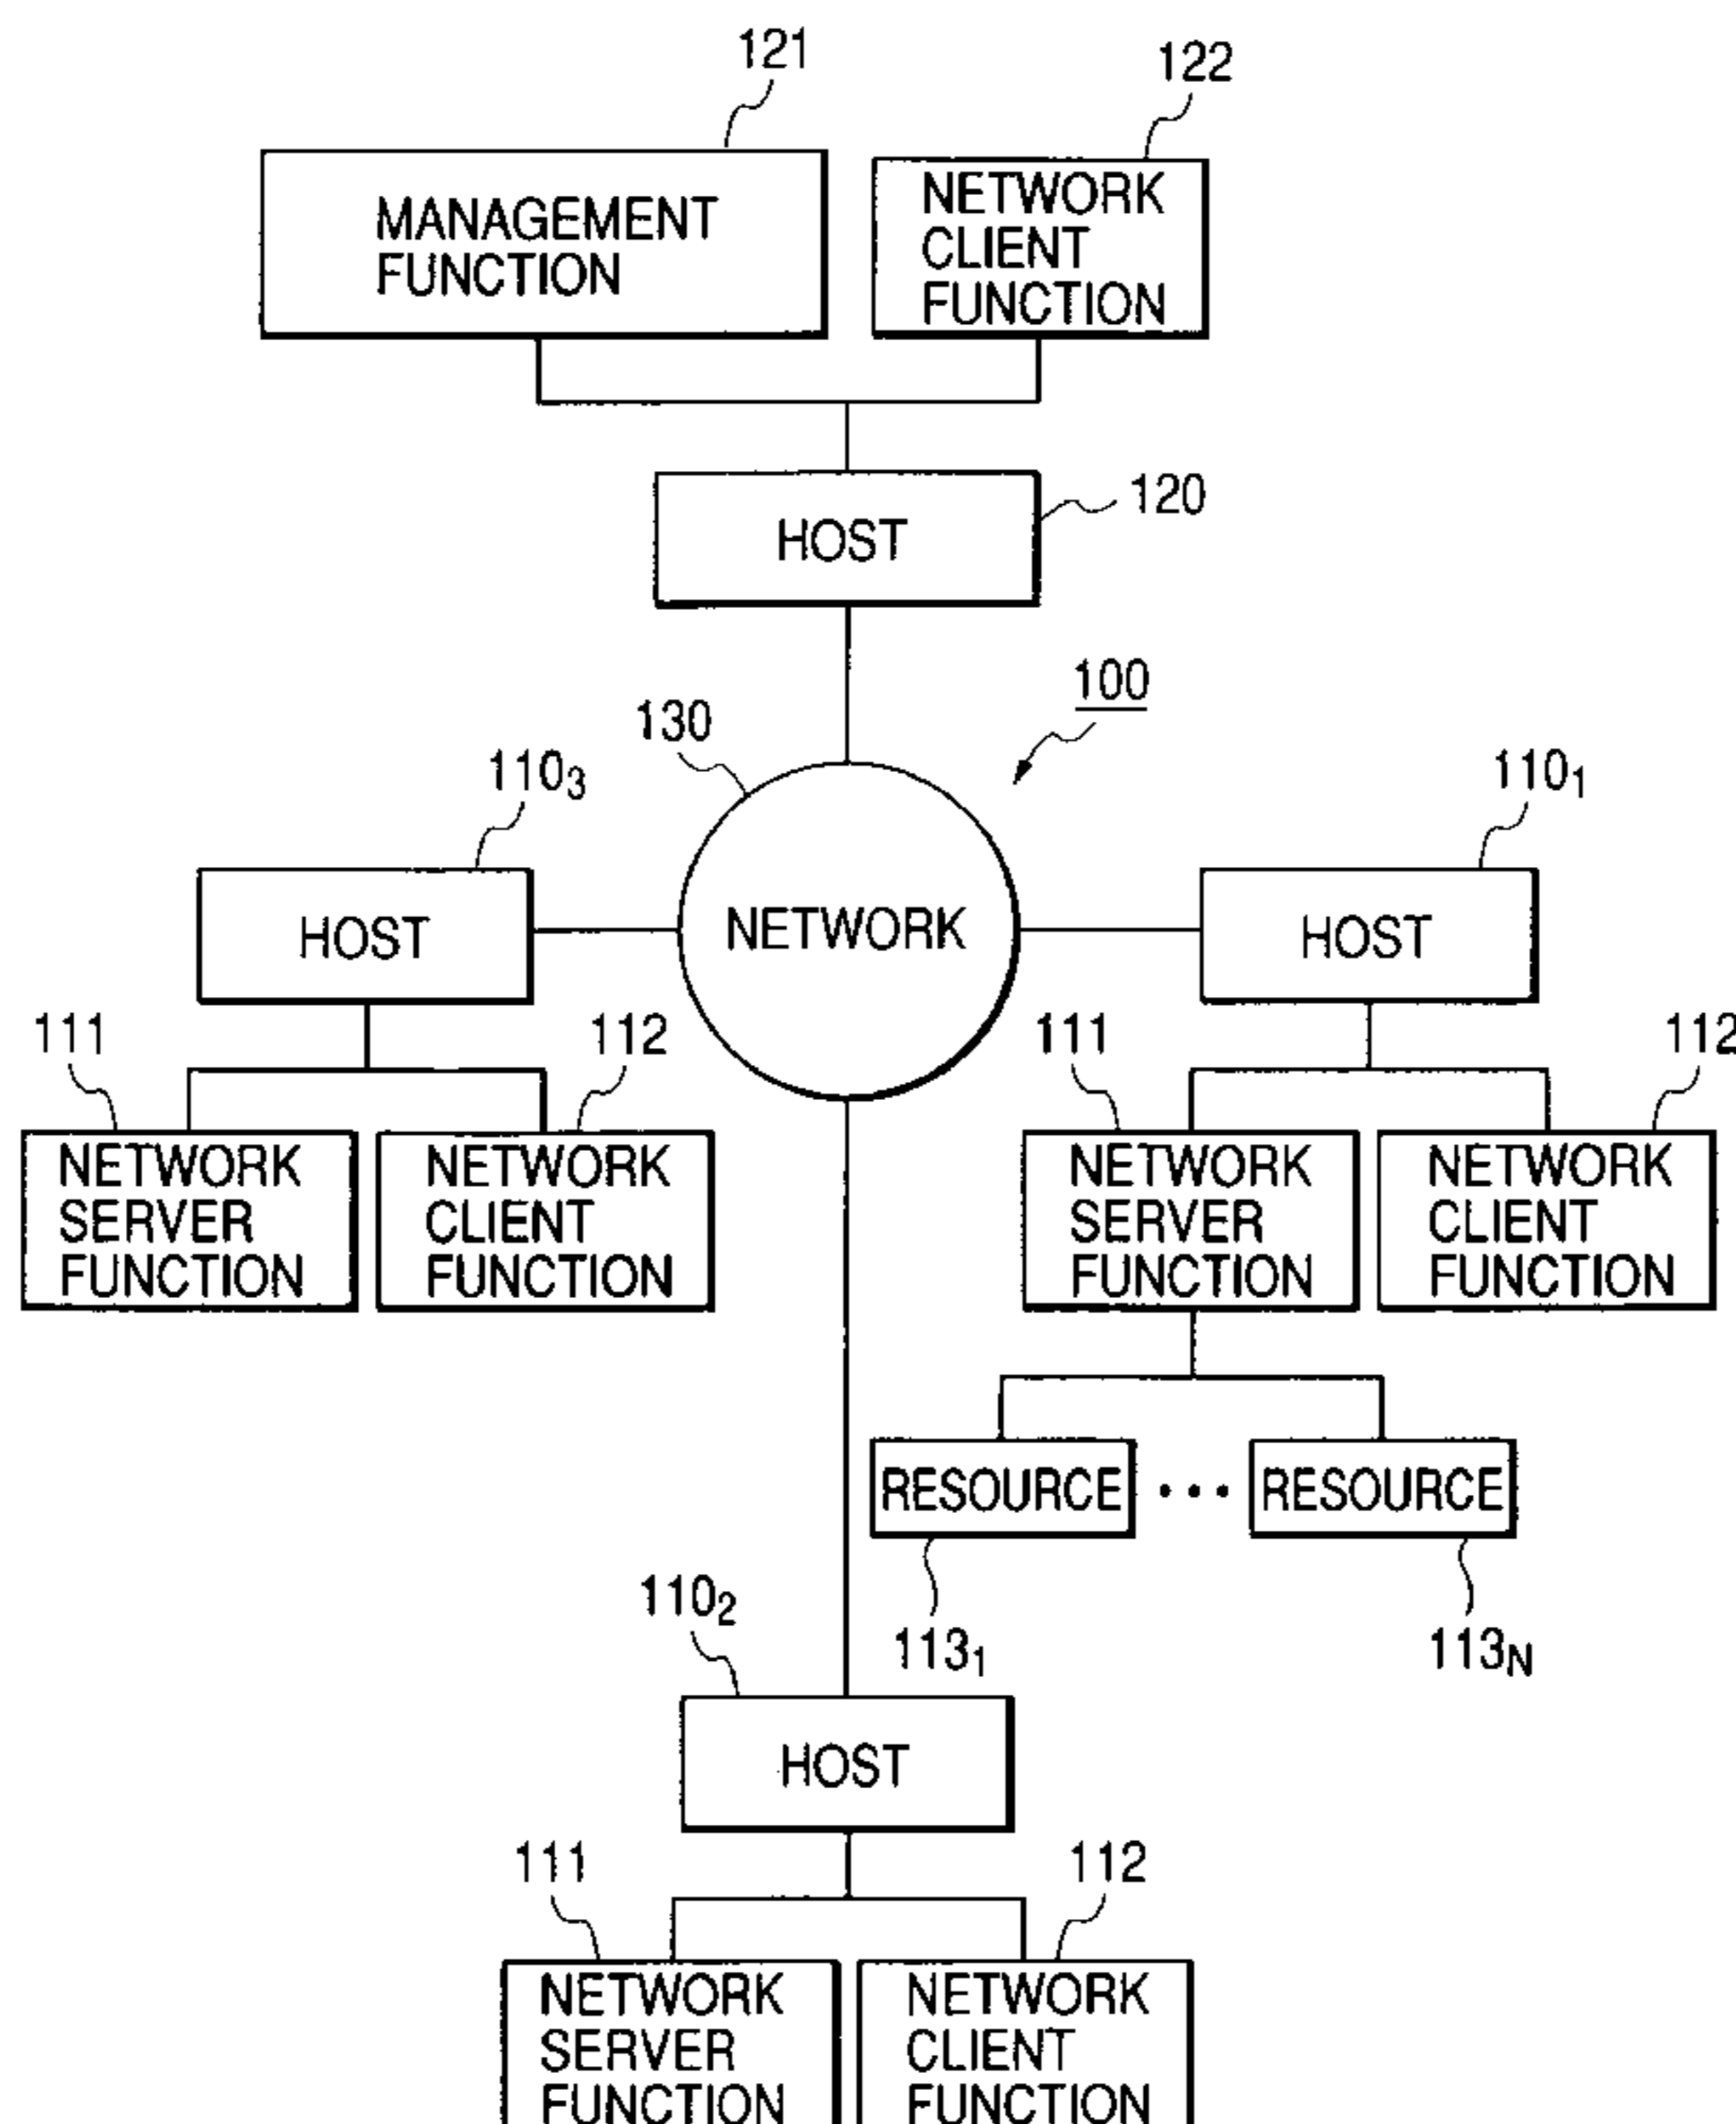 121
122
MANAGEMENT
FUNCTION
NETWORK
CLIENT
FUNCTION
HOST
120
100
130
110₃
110₁
HOST
NETWORK
HOST
111
112
111
112
NETWORK
SERVER
FUNCTION
NETWORK
CLIENT
FUNCTION
NETWORK
SERVER
FUNCTION
NETWORK
CLIENT
FUNCTION
RESOURCE • • • RESOURCE
110₂
113₁
113N
HOST
111
112
NETWORK
SERVER
FUNCTION
NETWORK
CLIENT
FUNCTION